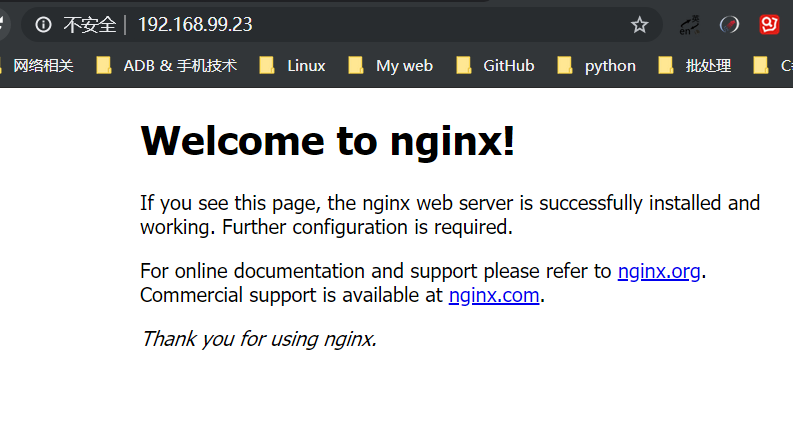 不安全 | 192.168.99.23
网络相关 ADB & 手机技术 Linux My web GitHub python 批处理
Welcome to nginx!
If you see this page, the nginx web server is successfully installed and
working. Further configuration is required.
For online documentation and support please refer to nginx.org.
Commercial support is available at nginx.com.
Thank you for using nginx.